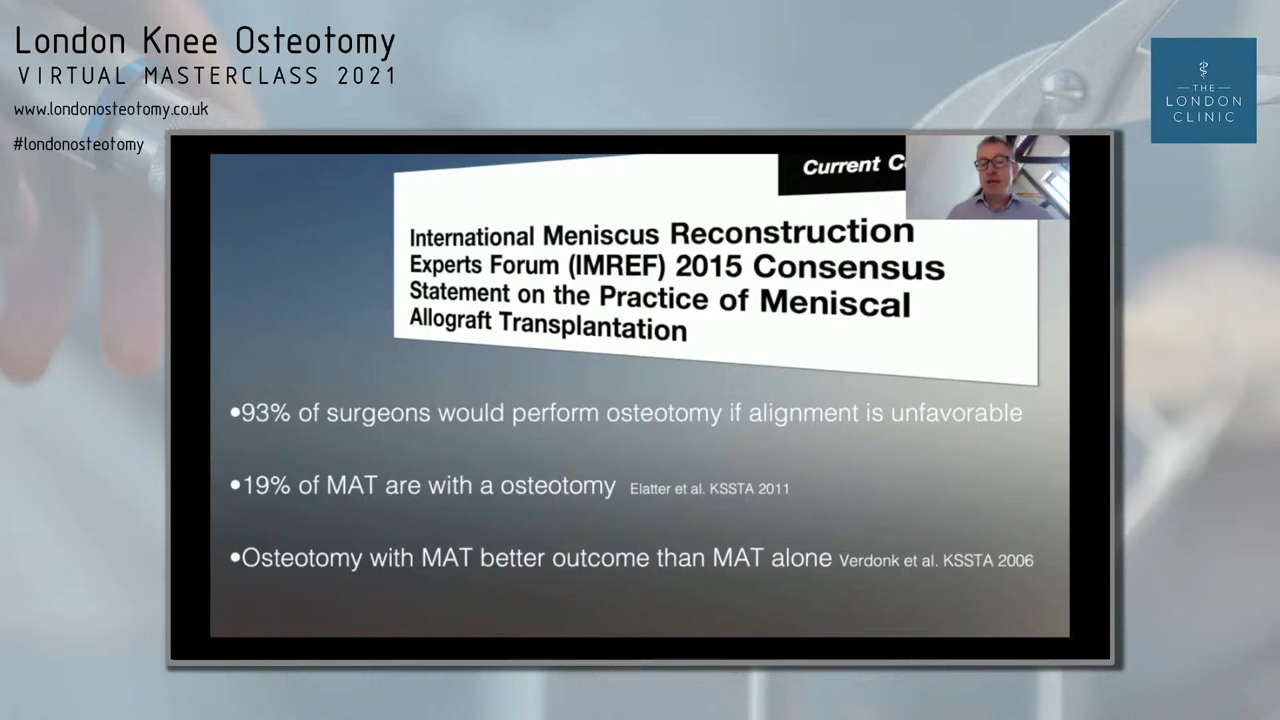 London Knee Osteotomy
VIRTUAL MASTERCLASS 2021
www.londonosteotomy.co.uk
#londonosteotomy
THE
LONDON
CLINIC
Current C
International Meniscus Reconstruction
Experts Forum (IMREF) 2015 Consensus
Statement on the Practice of Meniscal
Allograft Transplantation
•93% of surgeons would perform osteotomy if alignment is unfavorable
•19% of MAT are with a osteotomy Elatter et al. KSSTA 2011
•Osteotomy with MAT better outcome than MAT alone Verdonk et al. KSSTA 2006